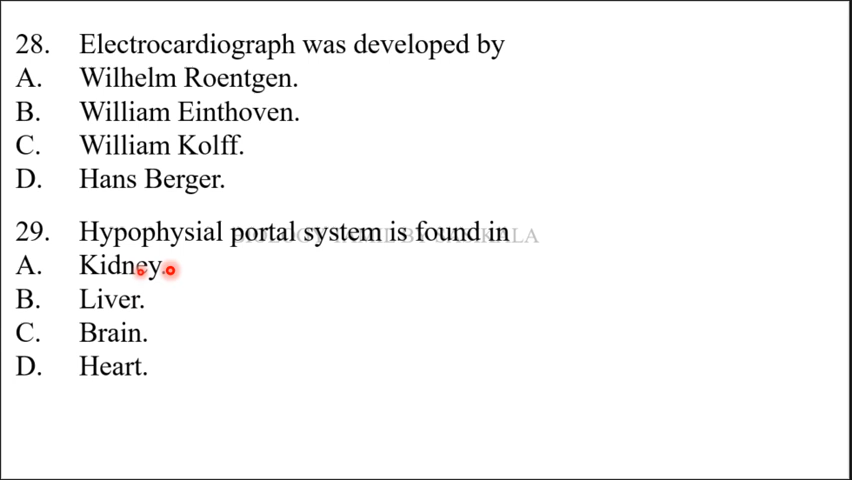 28. Electrocardiograph was developed by
A. Wilhelm Roentgen.
B. William Einthoven.
C. William Kolff.
D. Hans Berger.
29. Hypophysial portal system is found in
A. Kidney.
B. Liver.
C. Brain.
D. Heart.